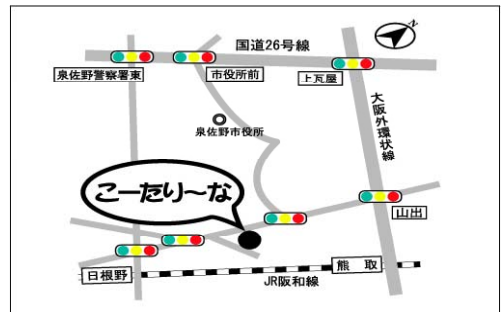 国道26号線
N
泉佐野警察署東
市役所前
上瓦屋
大阪外環状線
泉佐野市役所
こーたり～な
山出
日根野
熊 取
JR阪和線